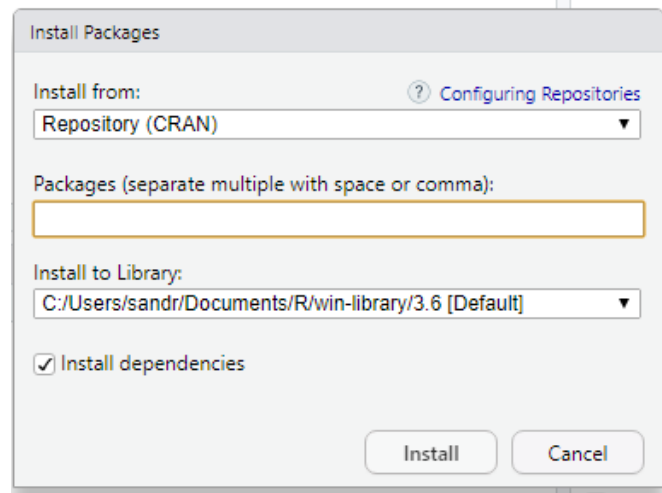 Install Packages
Install from:
? Configuring Repositories
Repository (CRAN)
Packages (separate multiple with space or comma):
Install to Library:
C:/Users/sandr/Documents/R/win-library/3.6 [Default]
Install dependencies
Install
Cancel